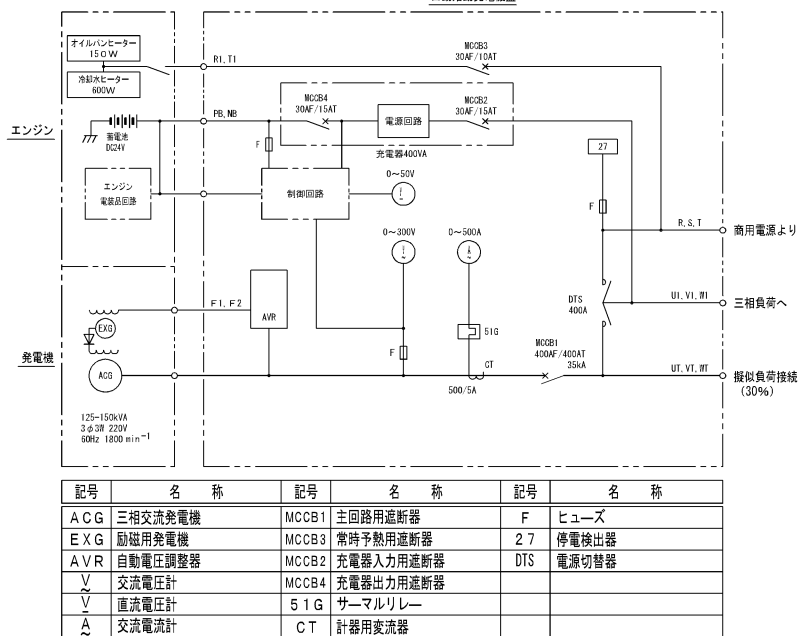 オイルパンヒーター
150W
冷却水ヒーター
600W
R1,T1
MCCB3
30AF/10AT
MCCB4
30AF/15AT
電源回路
MCCB2
30AF/15AT
充電器400VA
エンジン
PB,NB
蓄電池
DC24V
F
27
エンジン
電装品回路
制御回路
0~50V
V
F
R,S,T
商用電源より
0~300V
V
0~500A
A
DTS
400A
U1,V1,W1
三相負荷へ
F1,F2
AVR
EXG
51G
発電機
F
MCCB1
400AF/400AT
35kA
ACG
CT
500/5A
UT,VT,WT
擬似負荷接続
(30%)
125-150kVA
3φ3W 220V
60Hz 1800 min-1
記号 名 称 記号 名 称 記号 名 称
ACG 三相交流発電機 MCCB1 主回路用遮断器 F ヒューズ
EXG 励磁用発電機 MCCB3 常時予熱用遮断器 27 停電検出器
AVR 自動電圧調整器 MCCB2 充電器入力用遮断器 DTS 電源切替器
V 交流電圧計 MCCB4 充電器出力用遮断器
V 直流電圧計 51G サーマルリレー
A 交流電流計 CT 計器用変流器